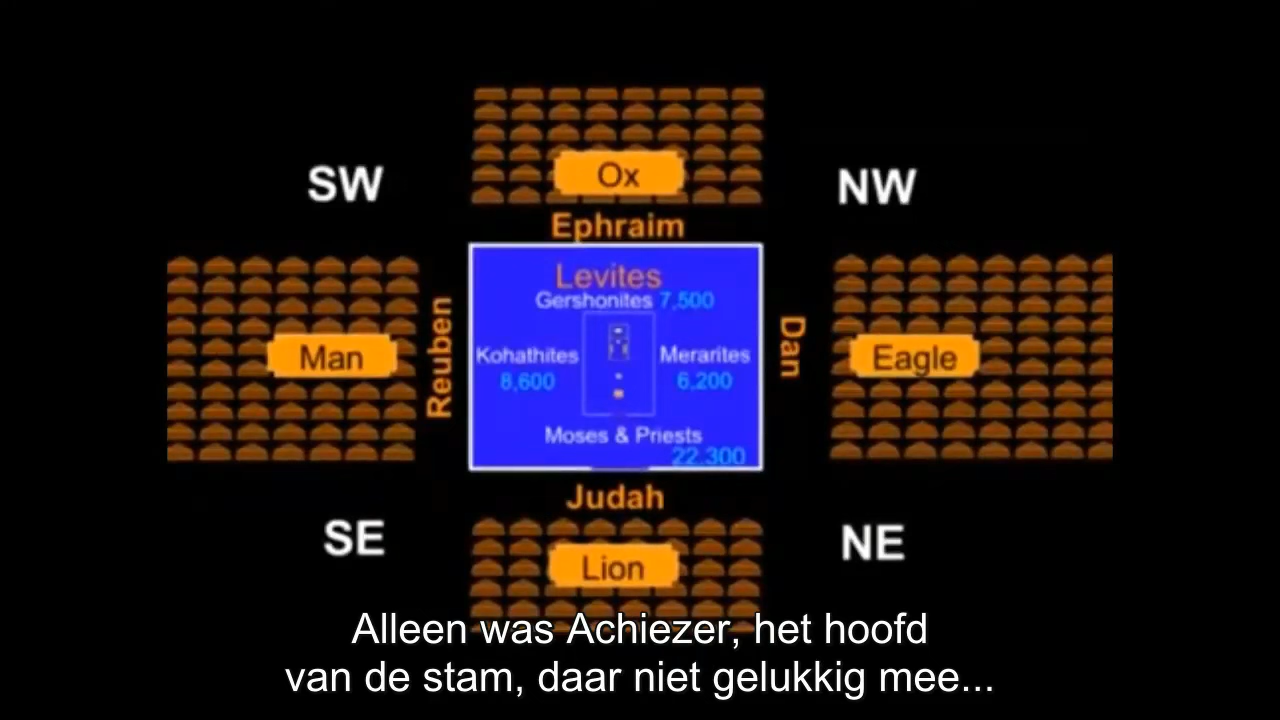 Ox
SW
NW
Ephraim
Levites
Gershonites 7,500
Reuben
Man
Kohathites
8,600
Merarites
6,200
Dan
Eagle
Moses & Priests
22,300
Judah
SE
NE
Lion
Alleen was Achiezer, het hoofd
van de stam, daar niet gelukkig mee...